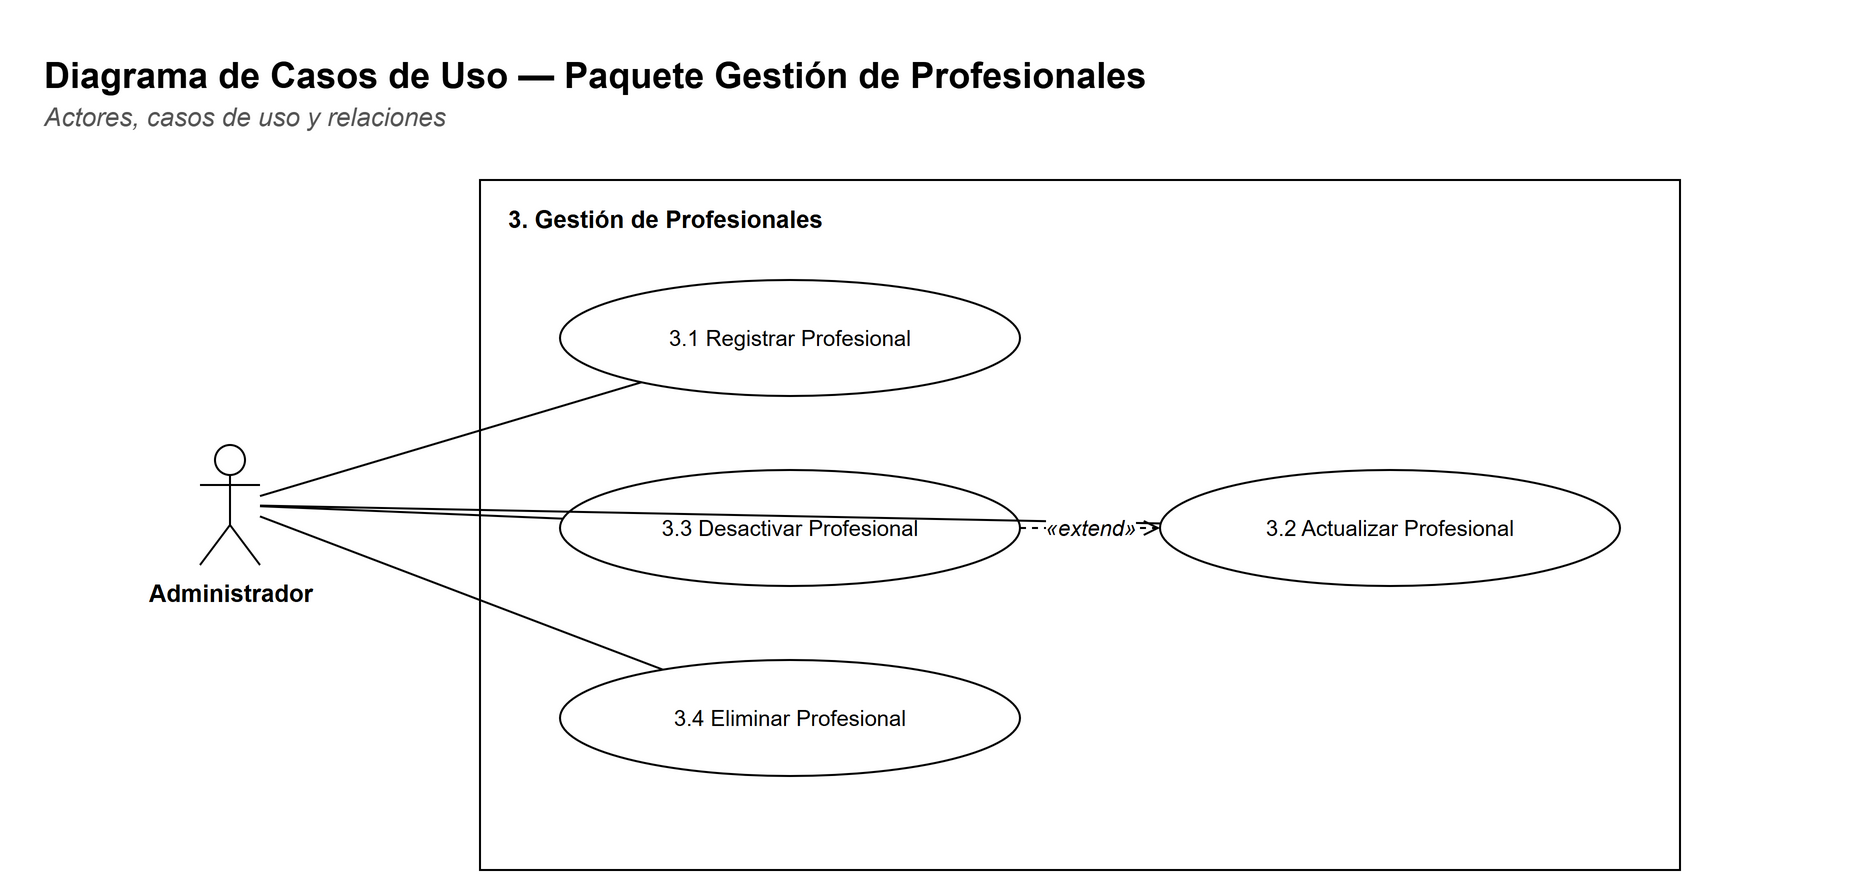 Diagrama de Casos de Uso — Paquete Gestión de Profesionales
Actores, casos de uso y relaciones
3. Gestión de Profesionales
3.1 Registrar Profesional
3.3 Desactivar Profesional
«extend»
3.2 Actualizar Profesional
Administrador
3.4 Eliminar Profesional